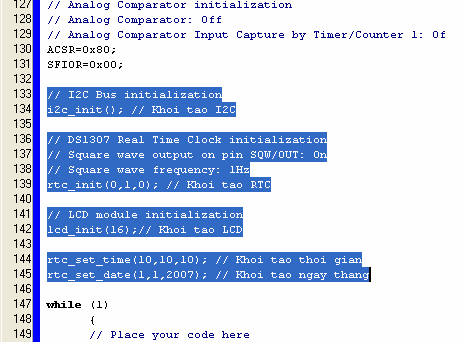 127 // Analog Comparator initialization
128 // Analog Comparator: Off
129 // Analog Comparator Input Capture by Timer/Counter 1: Of
130 ACSR=0x80;
131 SFIOR=0x00;
132
133 // I2C Bus initialization
134 i2c_init(); // Khoi tao I2C
135
136 // DS1307 Real Time Clock initialization
137 // Square wave output on pin SQW/OUT: On
138 // Square wave frequency: 1Hz
139 rtc_init(0,1,0); // Khoi tao RTC
140
141 // LCD module initialization
142 lcd_init(16);// Khoi tao LCD
143
144 rtc_set_time(10,10,10); // Khoi tao thoi gian
145 rtc_set_date(1,1,2007); // Khoi tao ngay thang
146
147 while (1)
148 {
149 // Place your code here